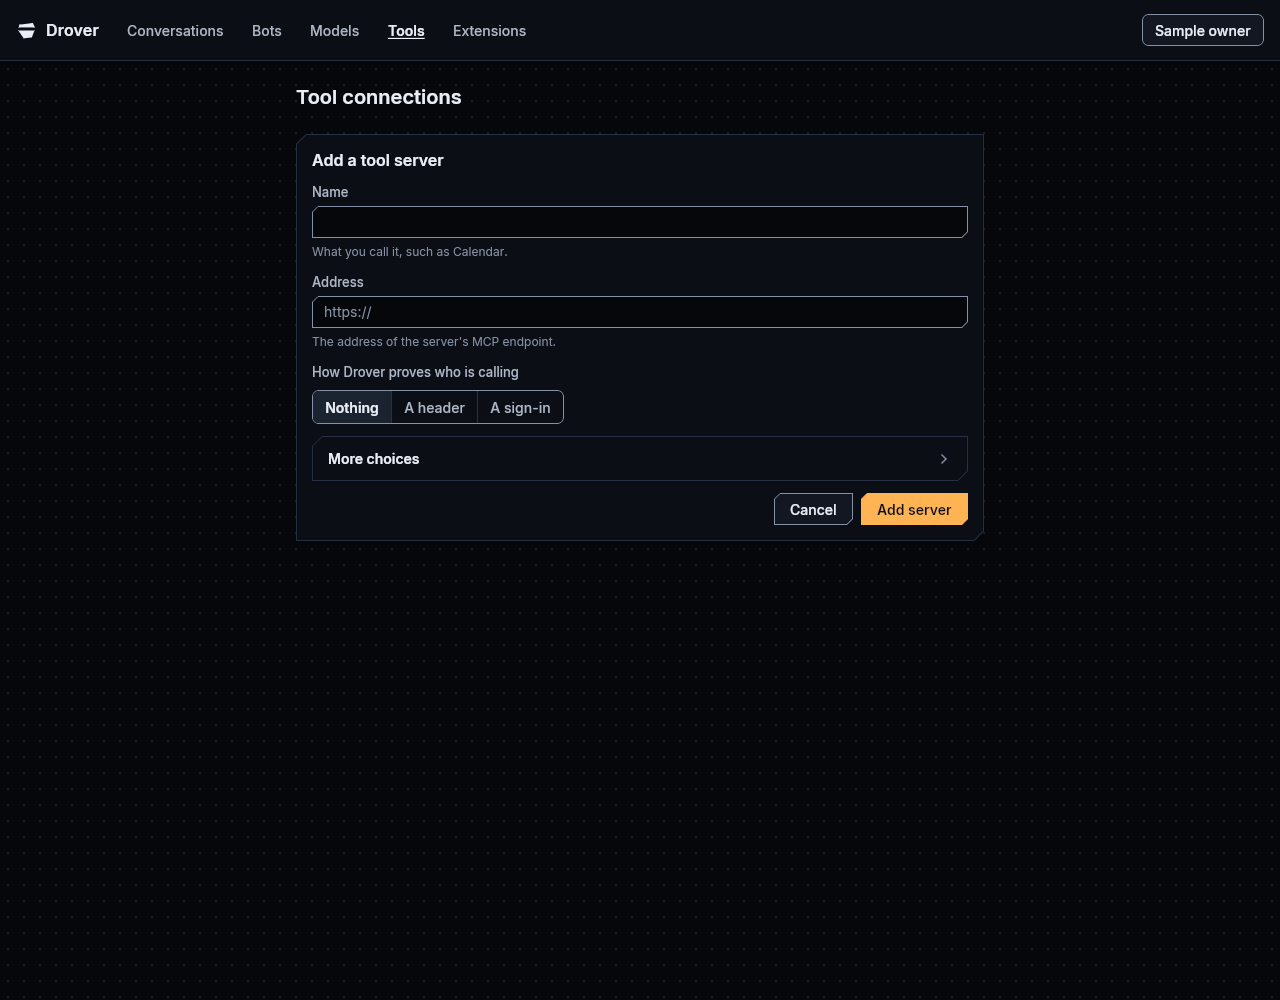 Drover
Conversations
Bots
Models
Tools
Extensions
Sample owner
Tool connections
Add a tool server
Name
What you call it, such as Calendar.
Address
https://
The address of the server's MCP endpoint.
How Drover proves who is calling
Nothing
A header
A sign-in
More choices
Cancel
Add server